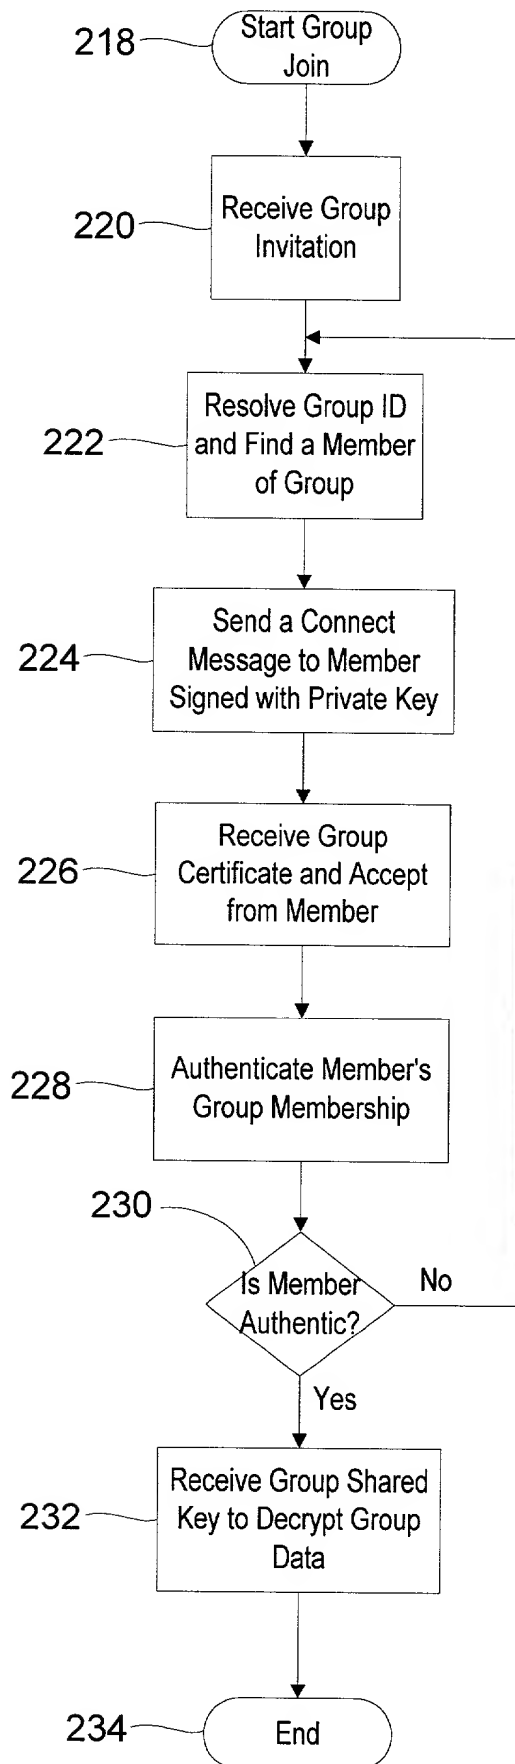 218
Start Group
Join
220
Receive Group
Invitation
222
Resolve Group ID
and Find a Member
of Group
224
Send a Connect
Message to Member
Signed with Private Key
226
Receive Group
Certificate and Accept
from Member
228
Authenticate Member's
Group Membership
230
Is Member
Authentic?
No
Yes
232
Receive Group Shared
Key to Decrypt Group
Data
234
End